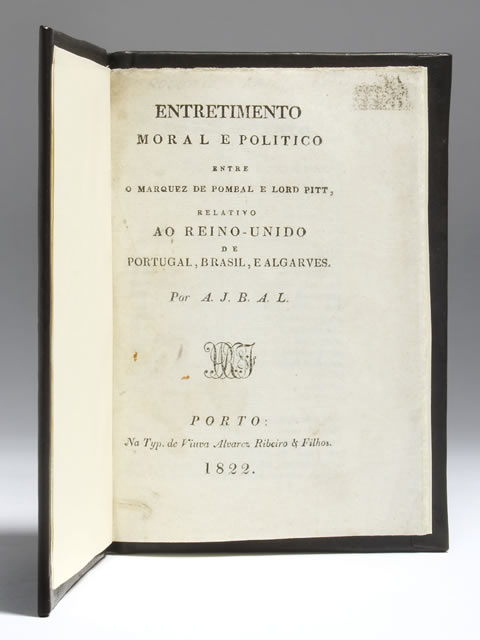 ENTRETIMENTO
MORAL E POLITICO
ENTRE
O MARQUEZ DE POMBAL E LORD PITT,
RELATIVO
AO REINO-UNIDO
DE
PORTUGAL, BRASIL, E ALGARVES.
Por A. J. B. A. L.
PORTO:
Na Typ. de Viuva Alvarez Ribeiro & Filhos.
1822.